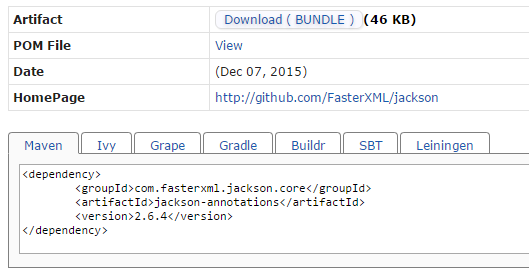 Artifact Download ( BUNDLE ) (46 KB)
POM File View
Date (Dec 07, 2015)
HomePage http://github.com/FasterXML/jackson
Maven Ivy Grape Gradle Buildr SBT Leiningen
<dependency>
<groupId>com.fasterxml.jackson.core</groupId>
<artifactId>jackson-annotations</artifactId>
<version>2.6.4</version>
</dependency>